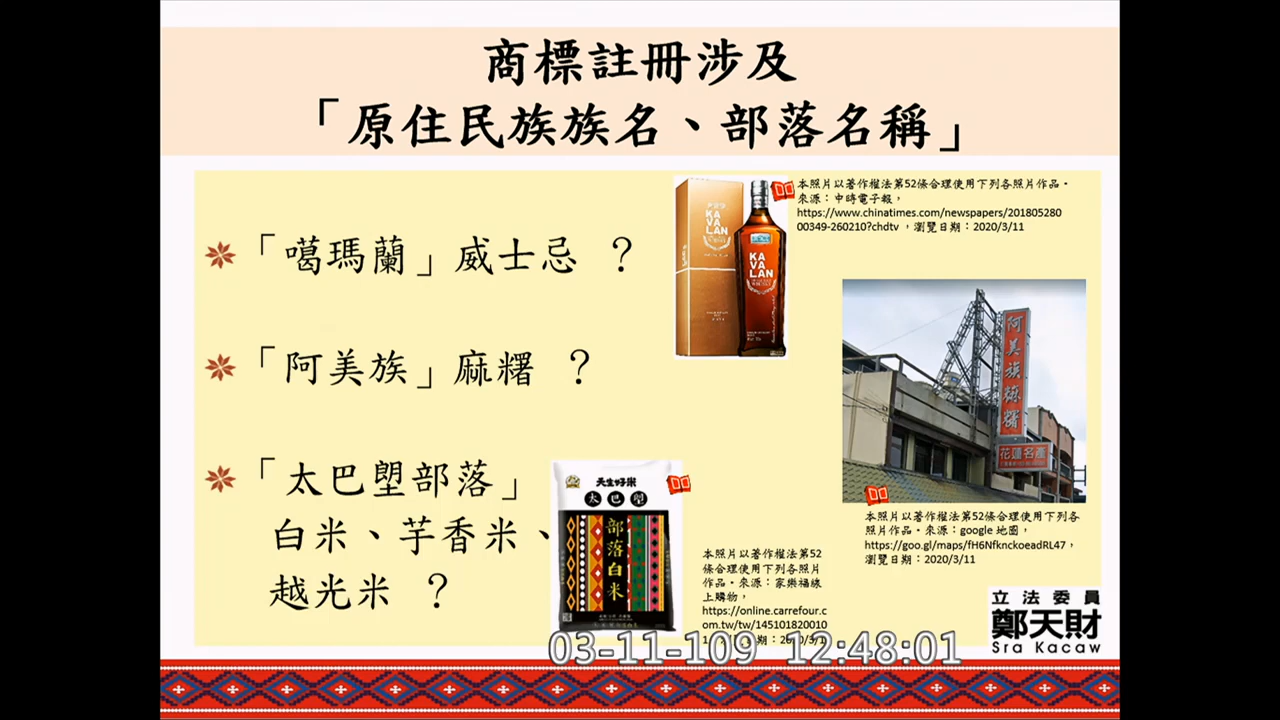 商標註冊涉及
「原住民族族名、部落名稱」
「噶瑪蘭」威士忌 ?
KA
VA
LAN
KA
VA
LAN
本照片以著作權法第52條合理使用下列各照片作品。
來源：中時電子報，
https://www.chinatimes.com/newspapers/201805280
00349-260210?chdtv ，瀏覽日期：2020/3/11
「阿美族」麻糬 ?
阿美族麻糬
花蓮名產
本照片以著作權法第52條合理使用下列各
照片作品。來源：google 地圖，
https://goo.gl/maps/fH6NfknckoeadRL47，
瀏覽日期：2020/3/11
「太巴塱部落」
白米、芋香米、
越光米 ?
天生好米
太巴塱
部落白米
本照片以著作權法第52
條合理使用下列各照片
作品。來源：家樂福線
上購物，
https://online.carrefour.c
om.tw/tw/145101820010
立法委員
鄭天財
Sra Kacaw
03-11-109 12:48:01